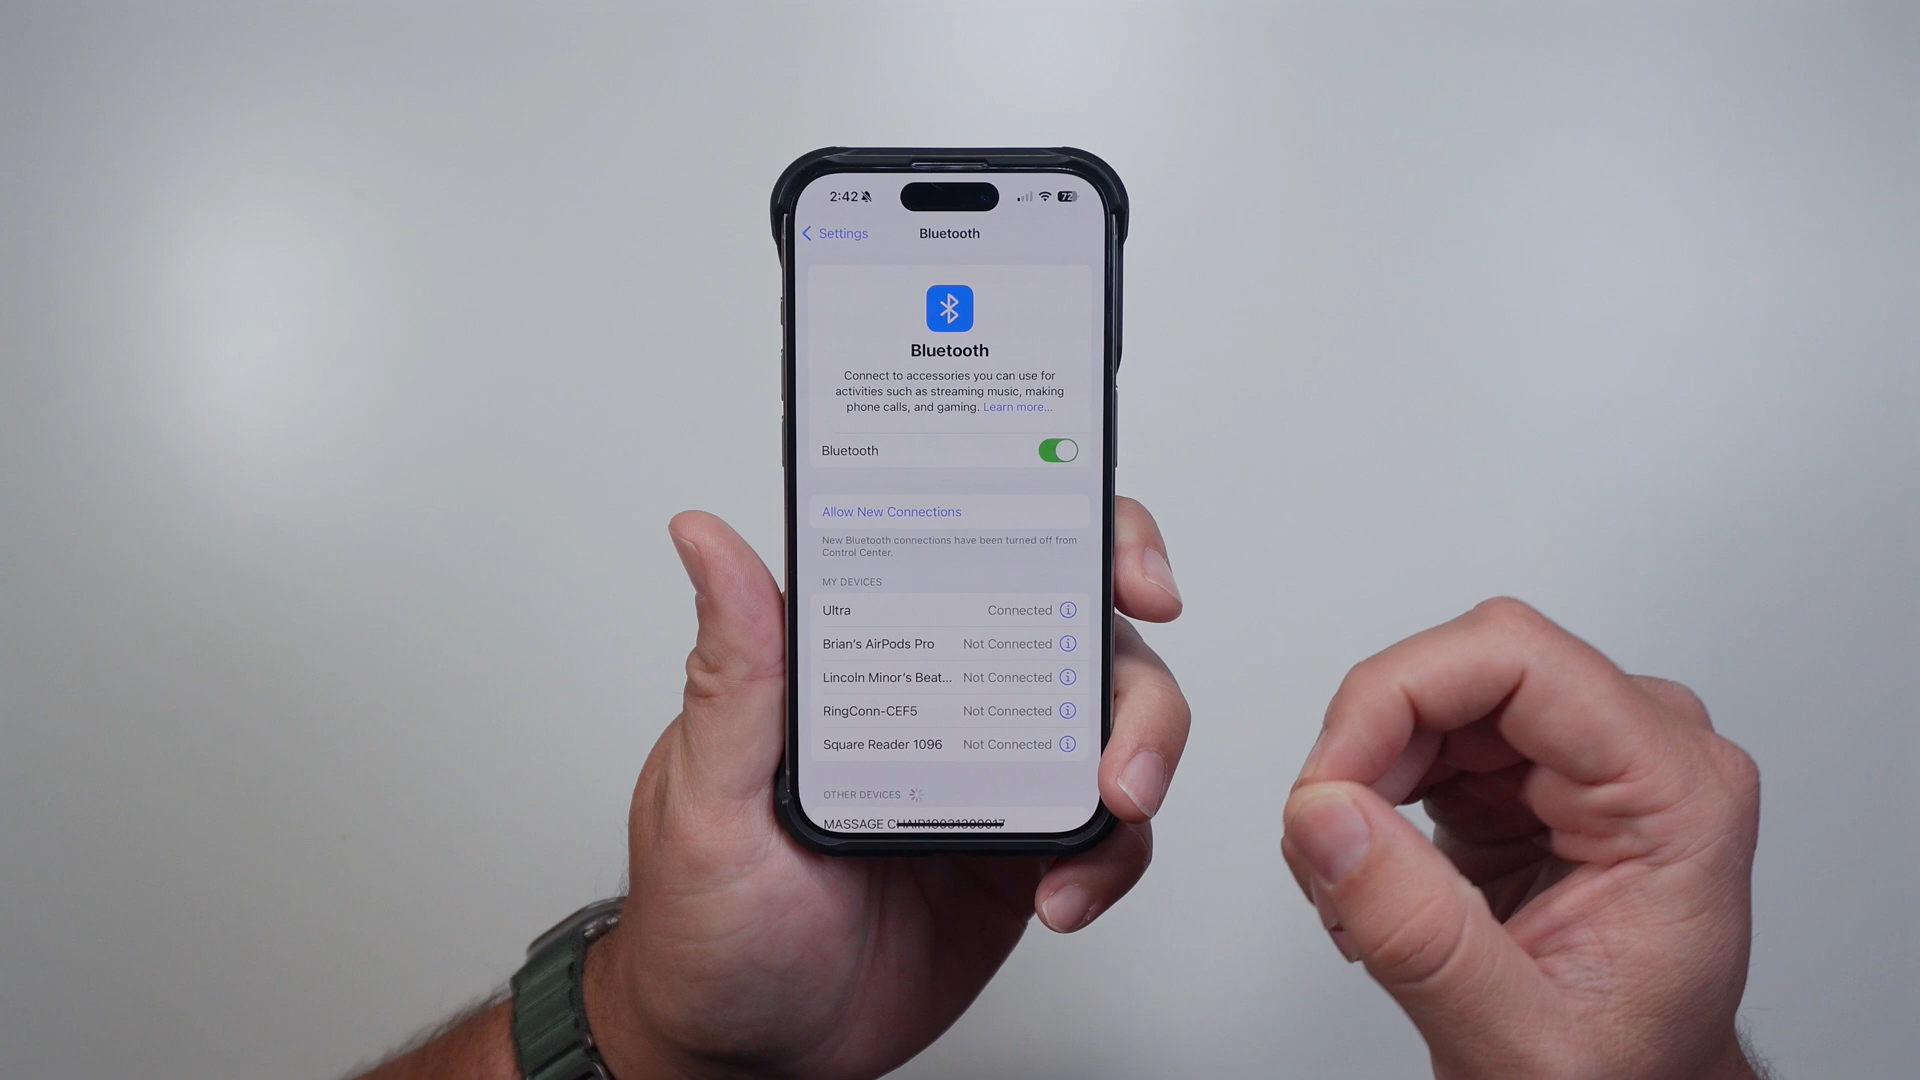 2:42
72
Settings
Bluetooth
Bluetooth
Connect to accessories you can use for
activities such as streaming music, making
phone calls, and gaming. Learn more...
Bluetooth
Allow New Connections
New Bluetooth connections have been turned off from
Control Center.
MY DEVICES
Ultra Connected
Brian's AirPods Pro Not Connected
Lincoln Minor's Beat... Not Connected
RingConn-CEF5 Not Connected
Square Reader 1096 Not Connected
OTHER DEVICES
MASSAGE